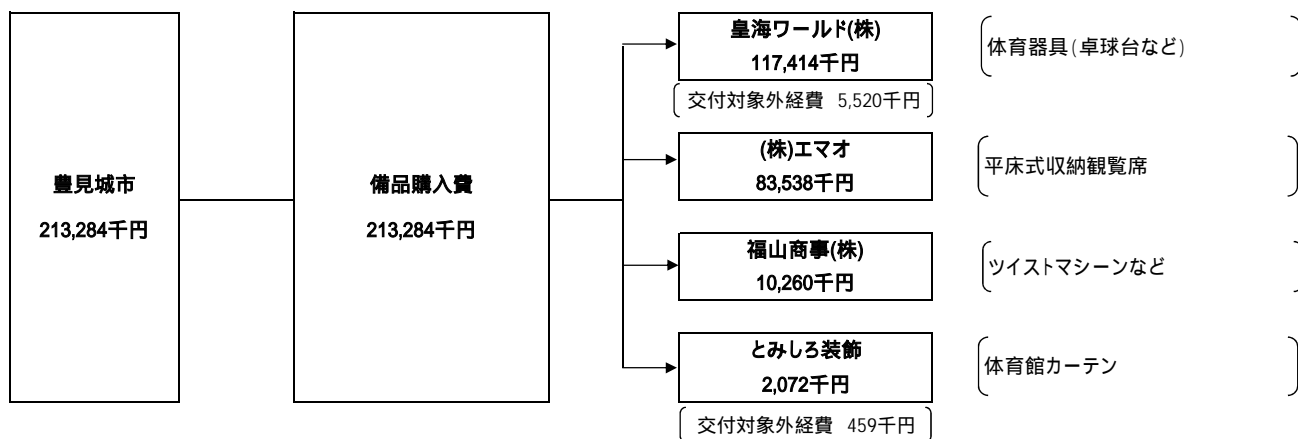 豊見城市
213,284千円
備品購入費
213,284千円
皇海ワールド(株)
117,414千円
交付対象外経費 5,520千円
体育器具(卓球台など)
(株)エマオ
83,538千円
平床式収納観覧席
福山商事(株)
10,260千円
ツイストマシーンなど
とみしろ装飾
2,072千円
交付対象外経費 459千円
体育館カーテン